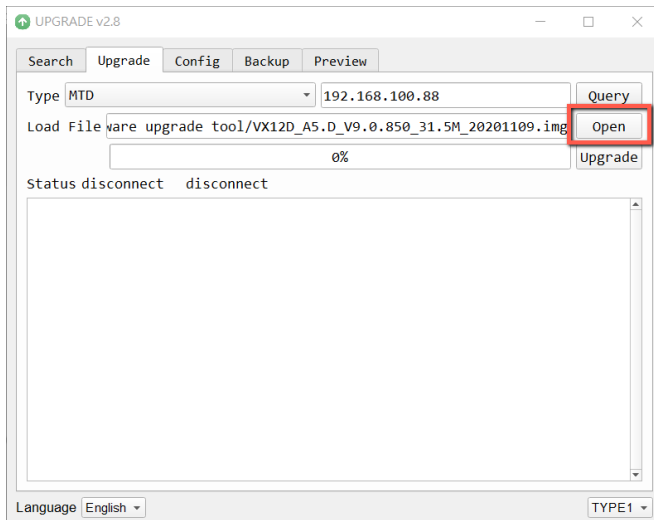 UPGRADE v2.8
Search Upgrade Config Backup Preview
Type MTD 192.168.100.88 Query
Load File ware upgrade tool/VX12D_A5.D_V9.0.850_31.5M_20201109.img Open
0% Upgrade
Status disconnect disconnect
Language English TYPE1